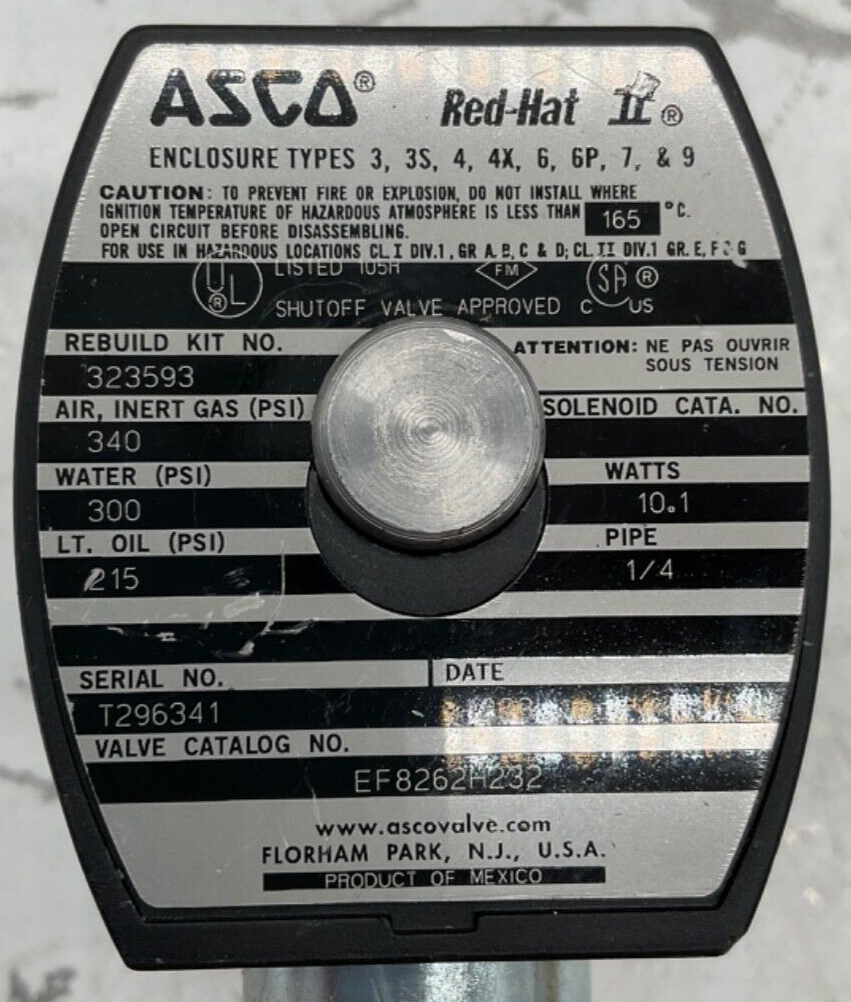 ASCO® Red-Hat II®
ENCLOSURE TYPES 3, 3S, 4, 4X, 6, 6P, 7, & 9
CAUTION: TO PREVENT FIRE OR EXPLOSION, DO NOT INSTALL WHERE
IGNITION TEMPERATURE OF HAZARDOUS ATMOSPHERE IS LESS THAN 165 °C.
OPEN CIRCUIT BEFORE DISASSEMBLING.
FOR USE IN HAZARDOUS LOCATIONS CL.I DIV.1, GR A,B,C & D; CL.II DIV.1 GR.E,F & G
UL® LISTED 105A FM SA®
SHUTOFF VALVE APPROVED C US
REBUILD KIT NO.
323593
ATTENTION: NE PAS OUVRIR
SOUS TENSION
AIR, INERT GAS (PSI)
340
SOLENOID CATA. NO.
WATER (PSI)
300
WATTS
10.1
LT. OIL (PSI)
215
PIPE
1/4
SERIAL NO.
T296341
DATE
VALVE CATALOG NO.
EF8262H232
www.ascovalve.com
FLORHAM PARK, N.J., U.S.A.
PRODUCT OF MEXICO